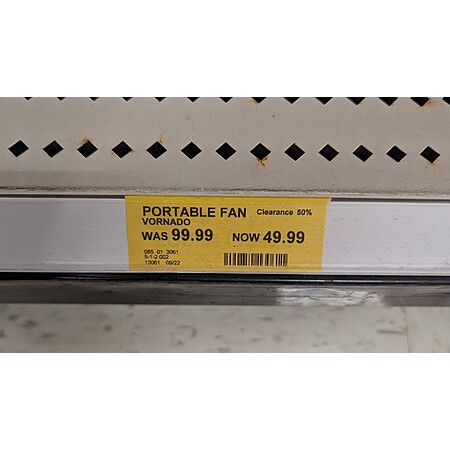 PORTABLE FAN Clearance 50%
VORNADO
WAS 99.99 NOW 49.99
085 01 3061
5-1-2 002
13061 09/22